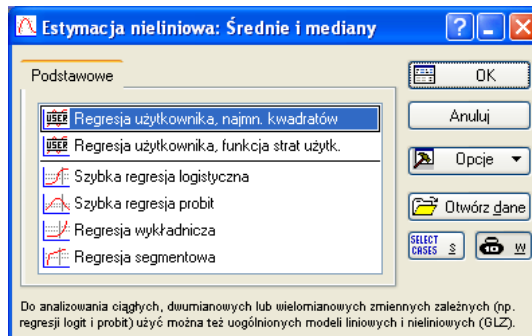 Estymacja nieliniowa: Średnie i mediany
Podstawowe
OK
USER Regresja użytkownika, najmn. kwadratów
Anuluj
USER Regresja użytkownika, funkcja strat użytk.
Opcje
Szybka regresja logistyczna
Szybka regresja probit
Otwórz dane
Regresja wykładnicza
SELECT CASES S
W
Regresja segmentowa
Do analizowania ciągłych, dwumianowych lub wielomianowych zmiennych zależnych (np.
regresji logit i probit) użyć można też uogólnionych modeli liniowych i nieliniowych (GLZ).